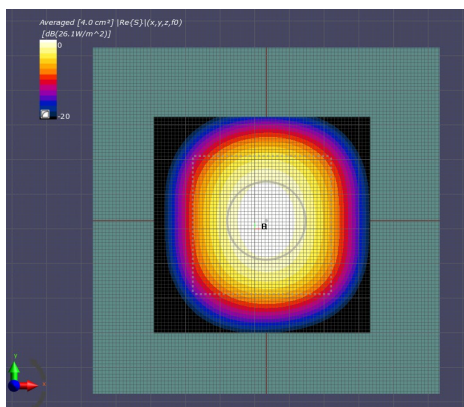 Averaged [4.0 cm²] |Re{S}|(x,y,z,f0)
[dB(26.1W/m^2)]
0
-20
y
x